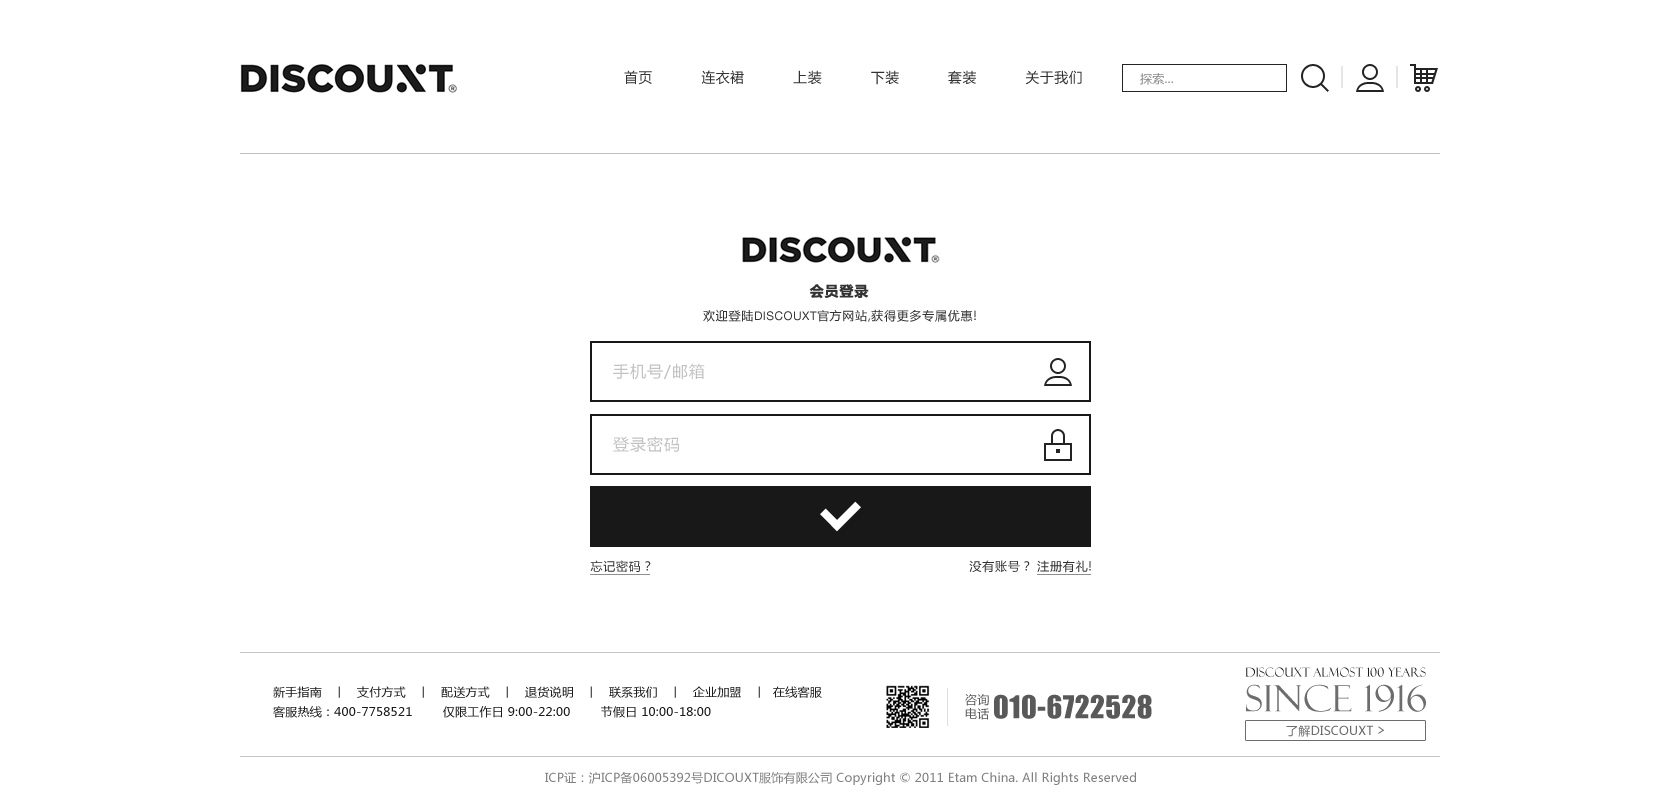 DISCOUXT®
首页 连衣裙 上装 下装 套装 关于我们 探索...
DISCOUXT®
会员登录
欢迎登陆DISCOUXT官方网站,获得更多专属优惠!
手机号/邮箱
登录密码
忘记密码？ 没有账号？ 注册有礼!
新手指南 | 支付方式 | 配送方式 | 退货说明 | 联系我们 | 企业加盟 | 在线客服
客服热线：400-7758521 仅限工作日 9:00-22:00 节假日 10:00-18:00
咨询电话 010-6722528
DISCOUXT ALMOST 100 YEARS
SINCE 1916
了解DISCOUXT >
ICP证：沪ICP备06005392号DICOUXT服饰有限公司 Copyright © 2011 Etam China. All Rights Reserved